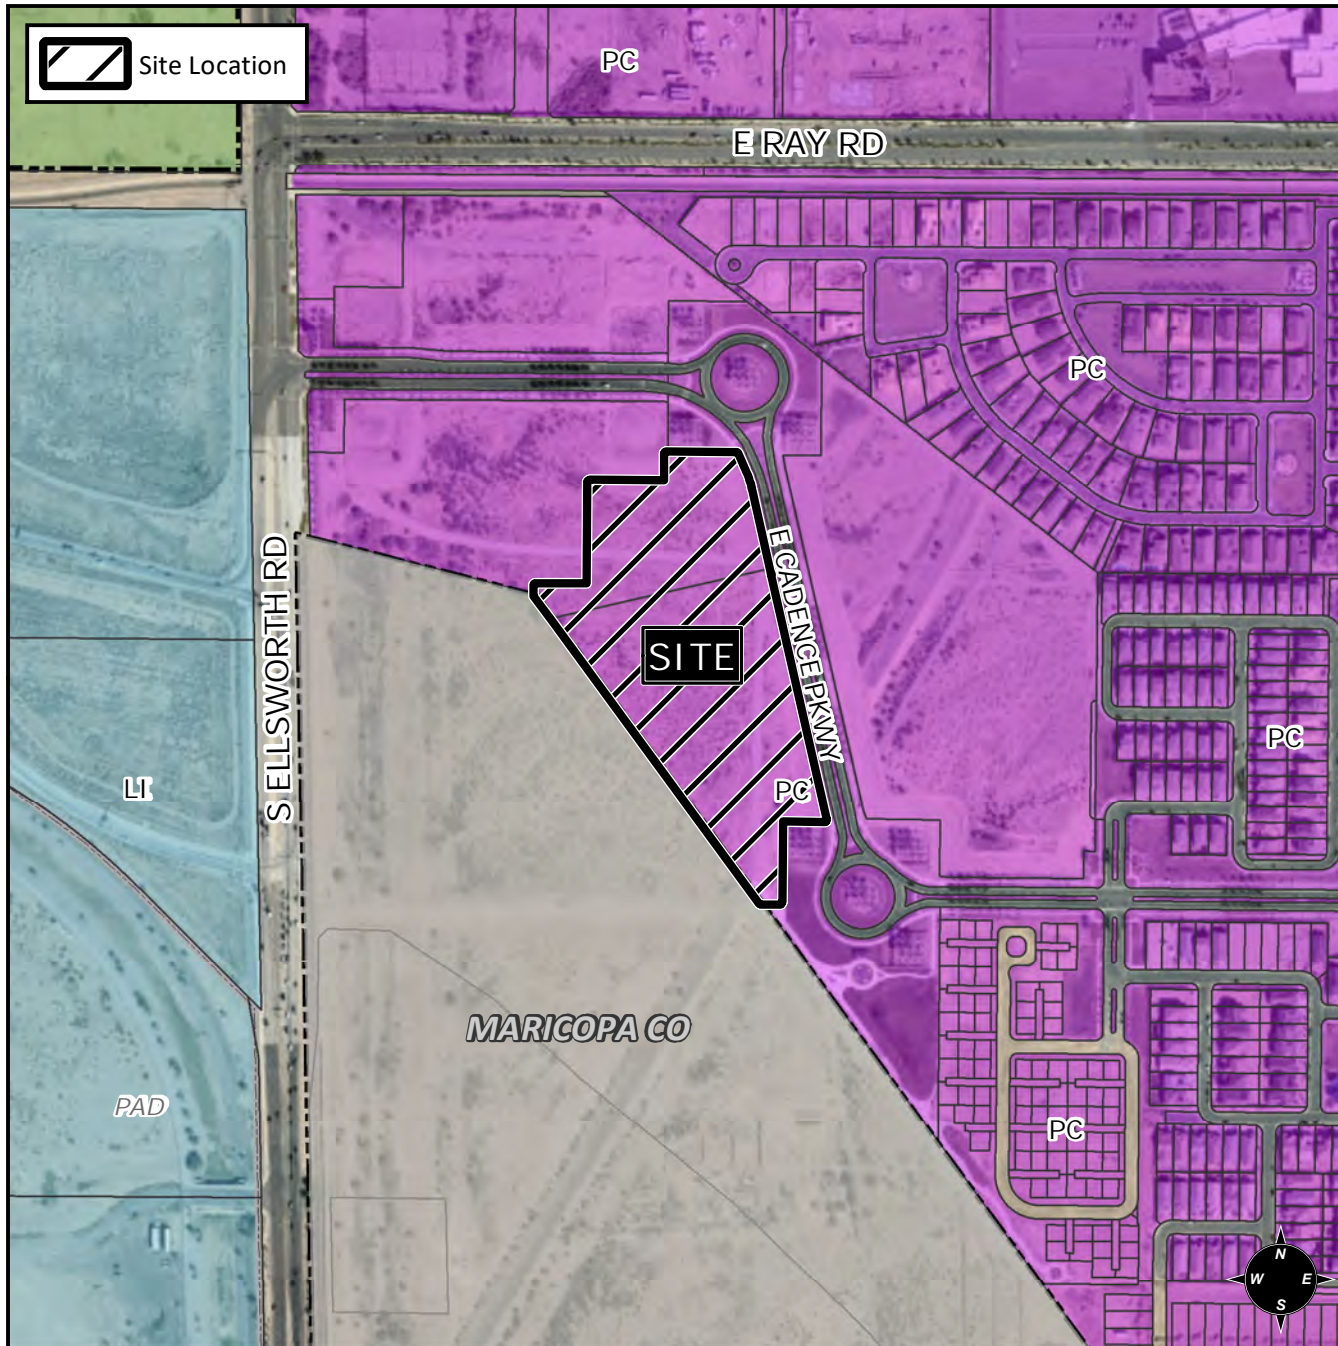 Site Location
PC
E RAY RD
PC
E CADENCE PKWY
S ELLSWORTH RD
SITE
PC
LI
PC
MARICOPA CO
PAD
PC
N
W E
S